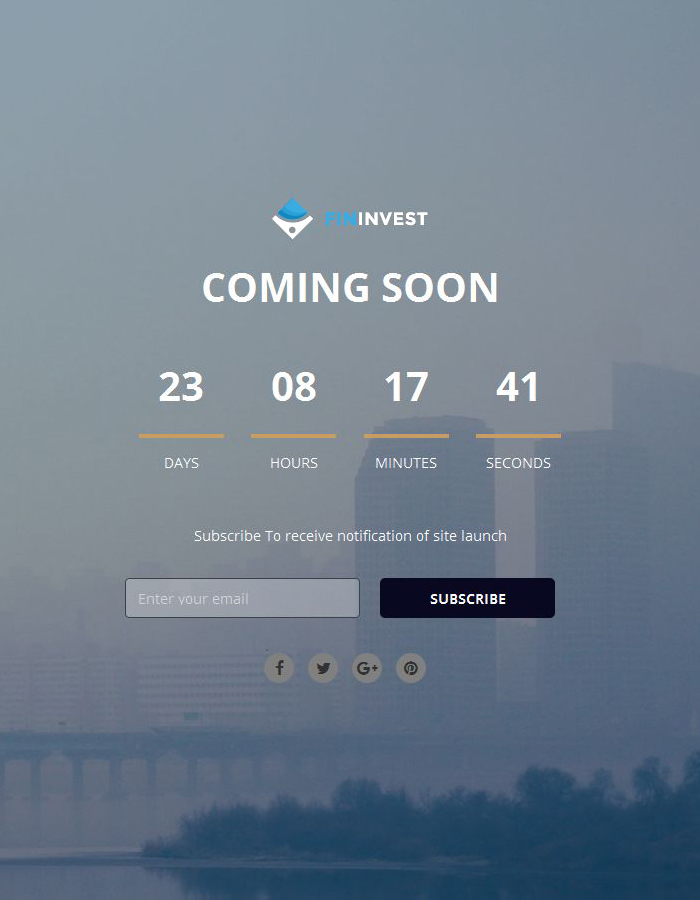 FININVEST
COMING SOON
23 08 17 41
DAYS HOURS MINUTES SECONDS
Subscribe To receive notification of site launch
Enter your email SUBSCRIBE
f G+